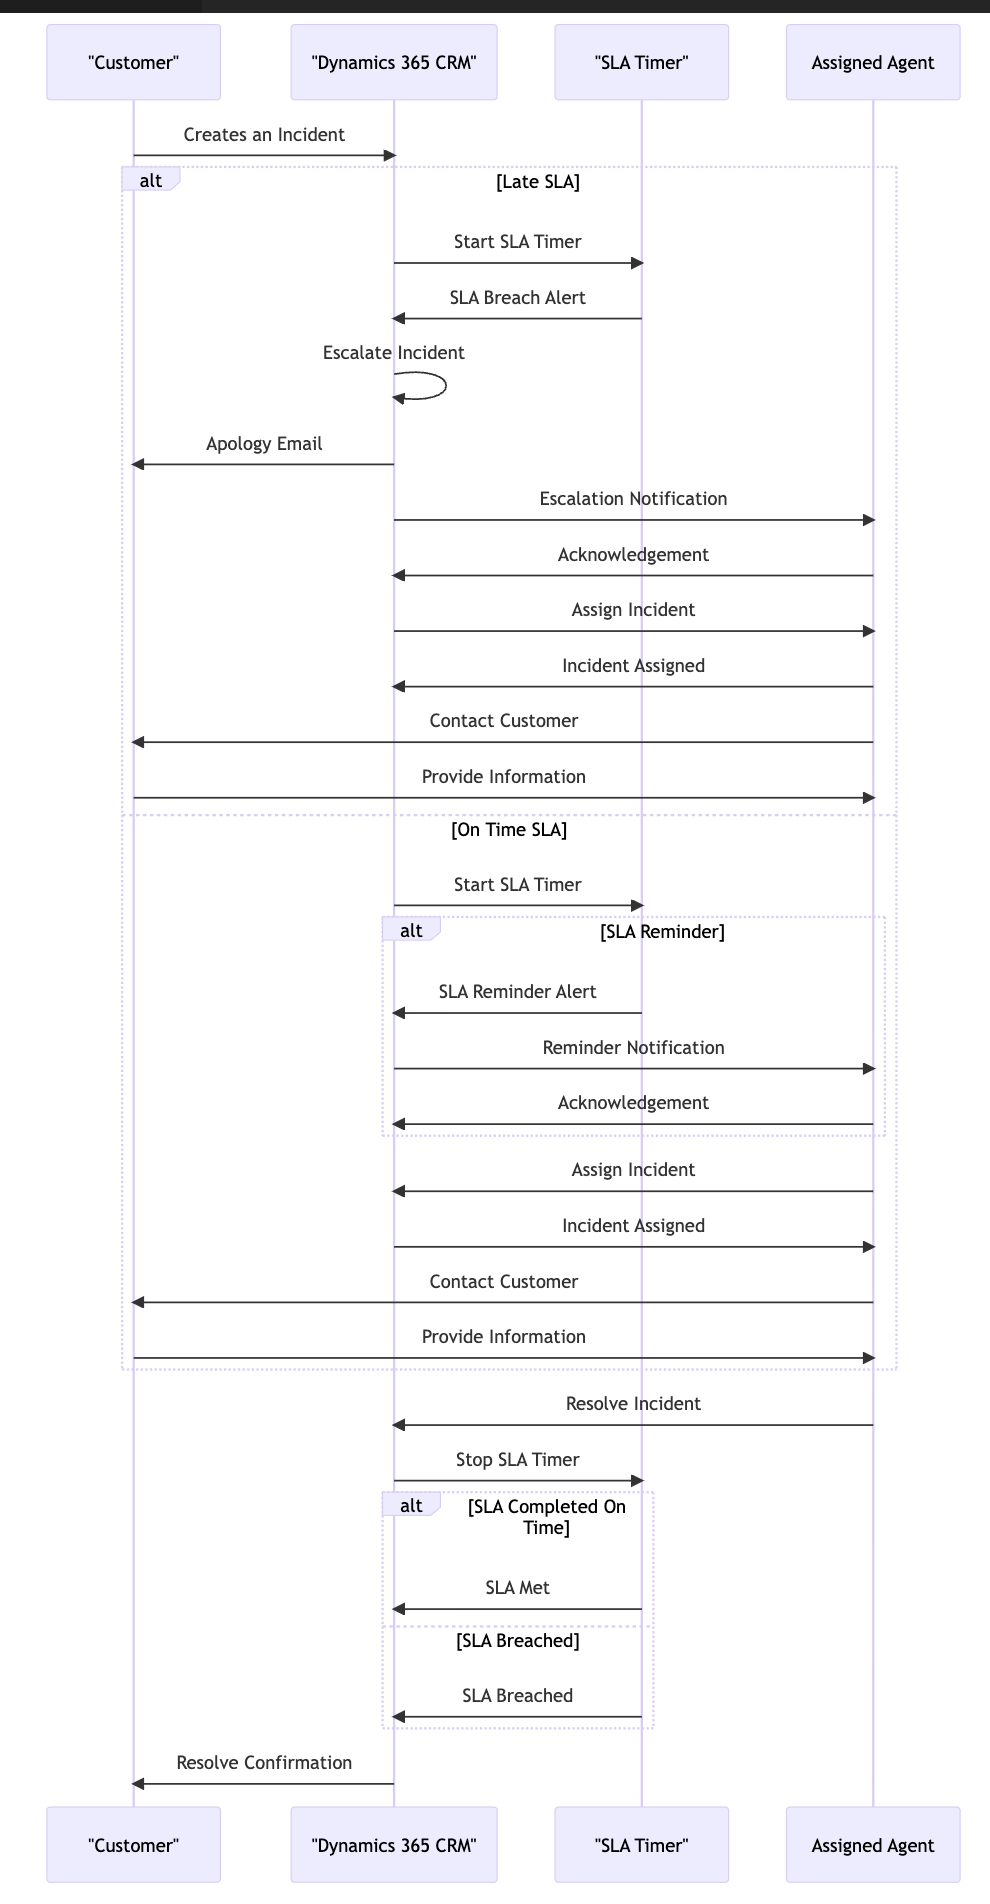 "Customer"
"Dynamics 365 CRM"
"SLA Timer"
Assigned Agent
Creates an Incident
alt
[Late SLA]
Start SLA Timer
SLA Breach Alert
Escalate Incident
Apology Email
Escalation Notification
Acknowledgement
Assign Incident
Incident Assigned
Contact Customer
Provide Information
[On Time SLA]
Start SLA Timer
alt
[SLA Reminder]
SLA Reminder Alert
Reminder Notification
Acknowledgement
Assign Incident
Incident Assigned
Contact Customer
Provide Information
Resolve Incident
Stop SLA Timer
alt
[SLA Completed On
Time]
SLA Met
[SLA Breached]
SLA Breached
Resolve Confirmation
"Customer"
"Dynamics 365 CRM"
"SLA Timer"
Assigned Agent